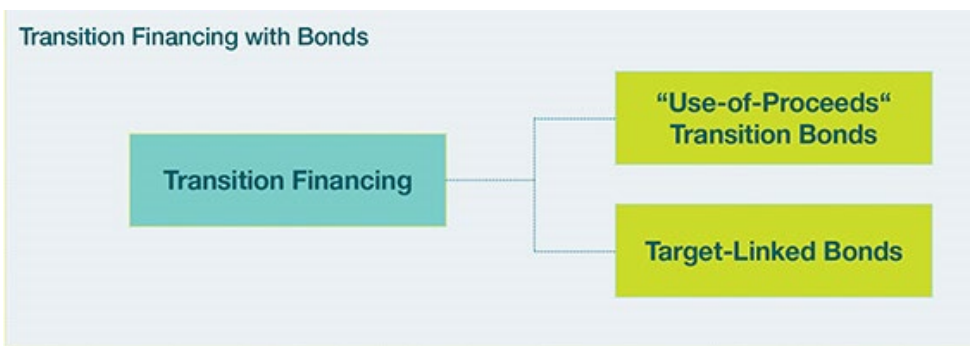 Transition Financing with Bonds
“Use-of-Proceeds“
Transition Bonds
Transition Financing
Target-Linked Bonds